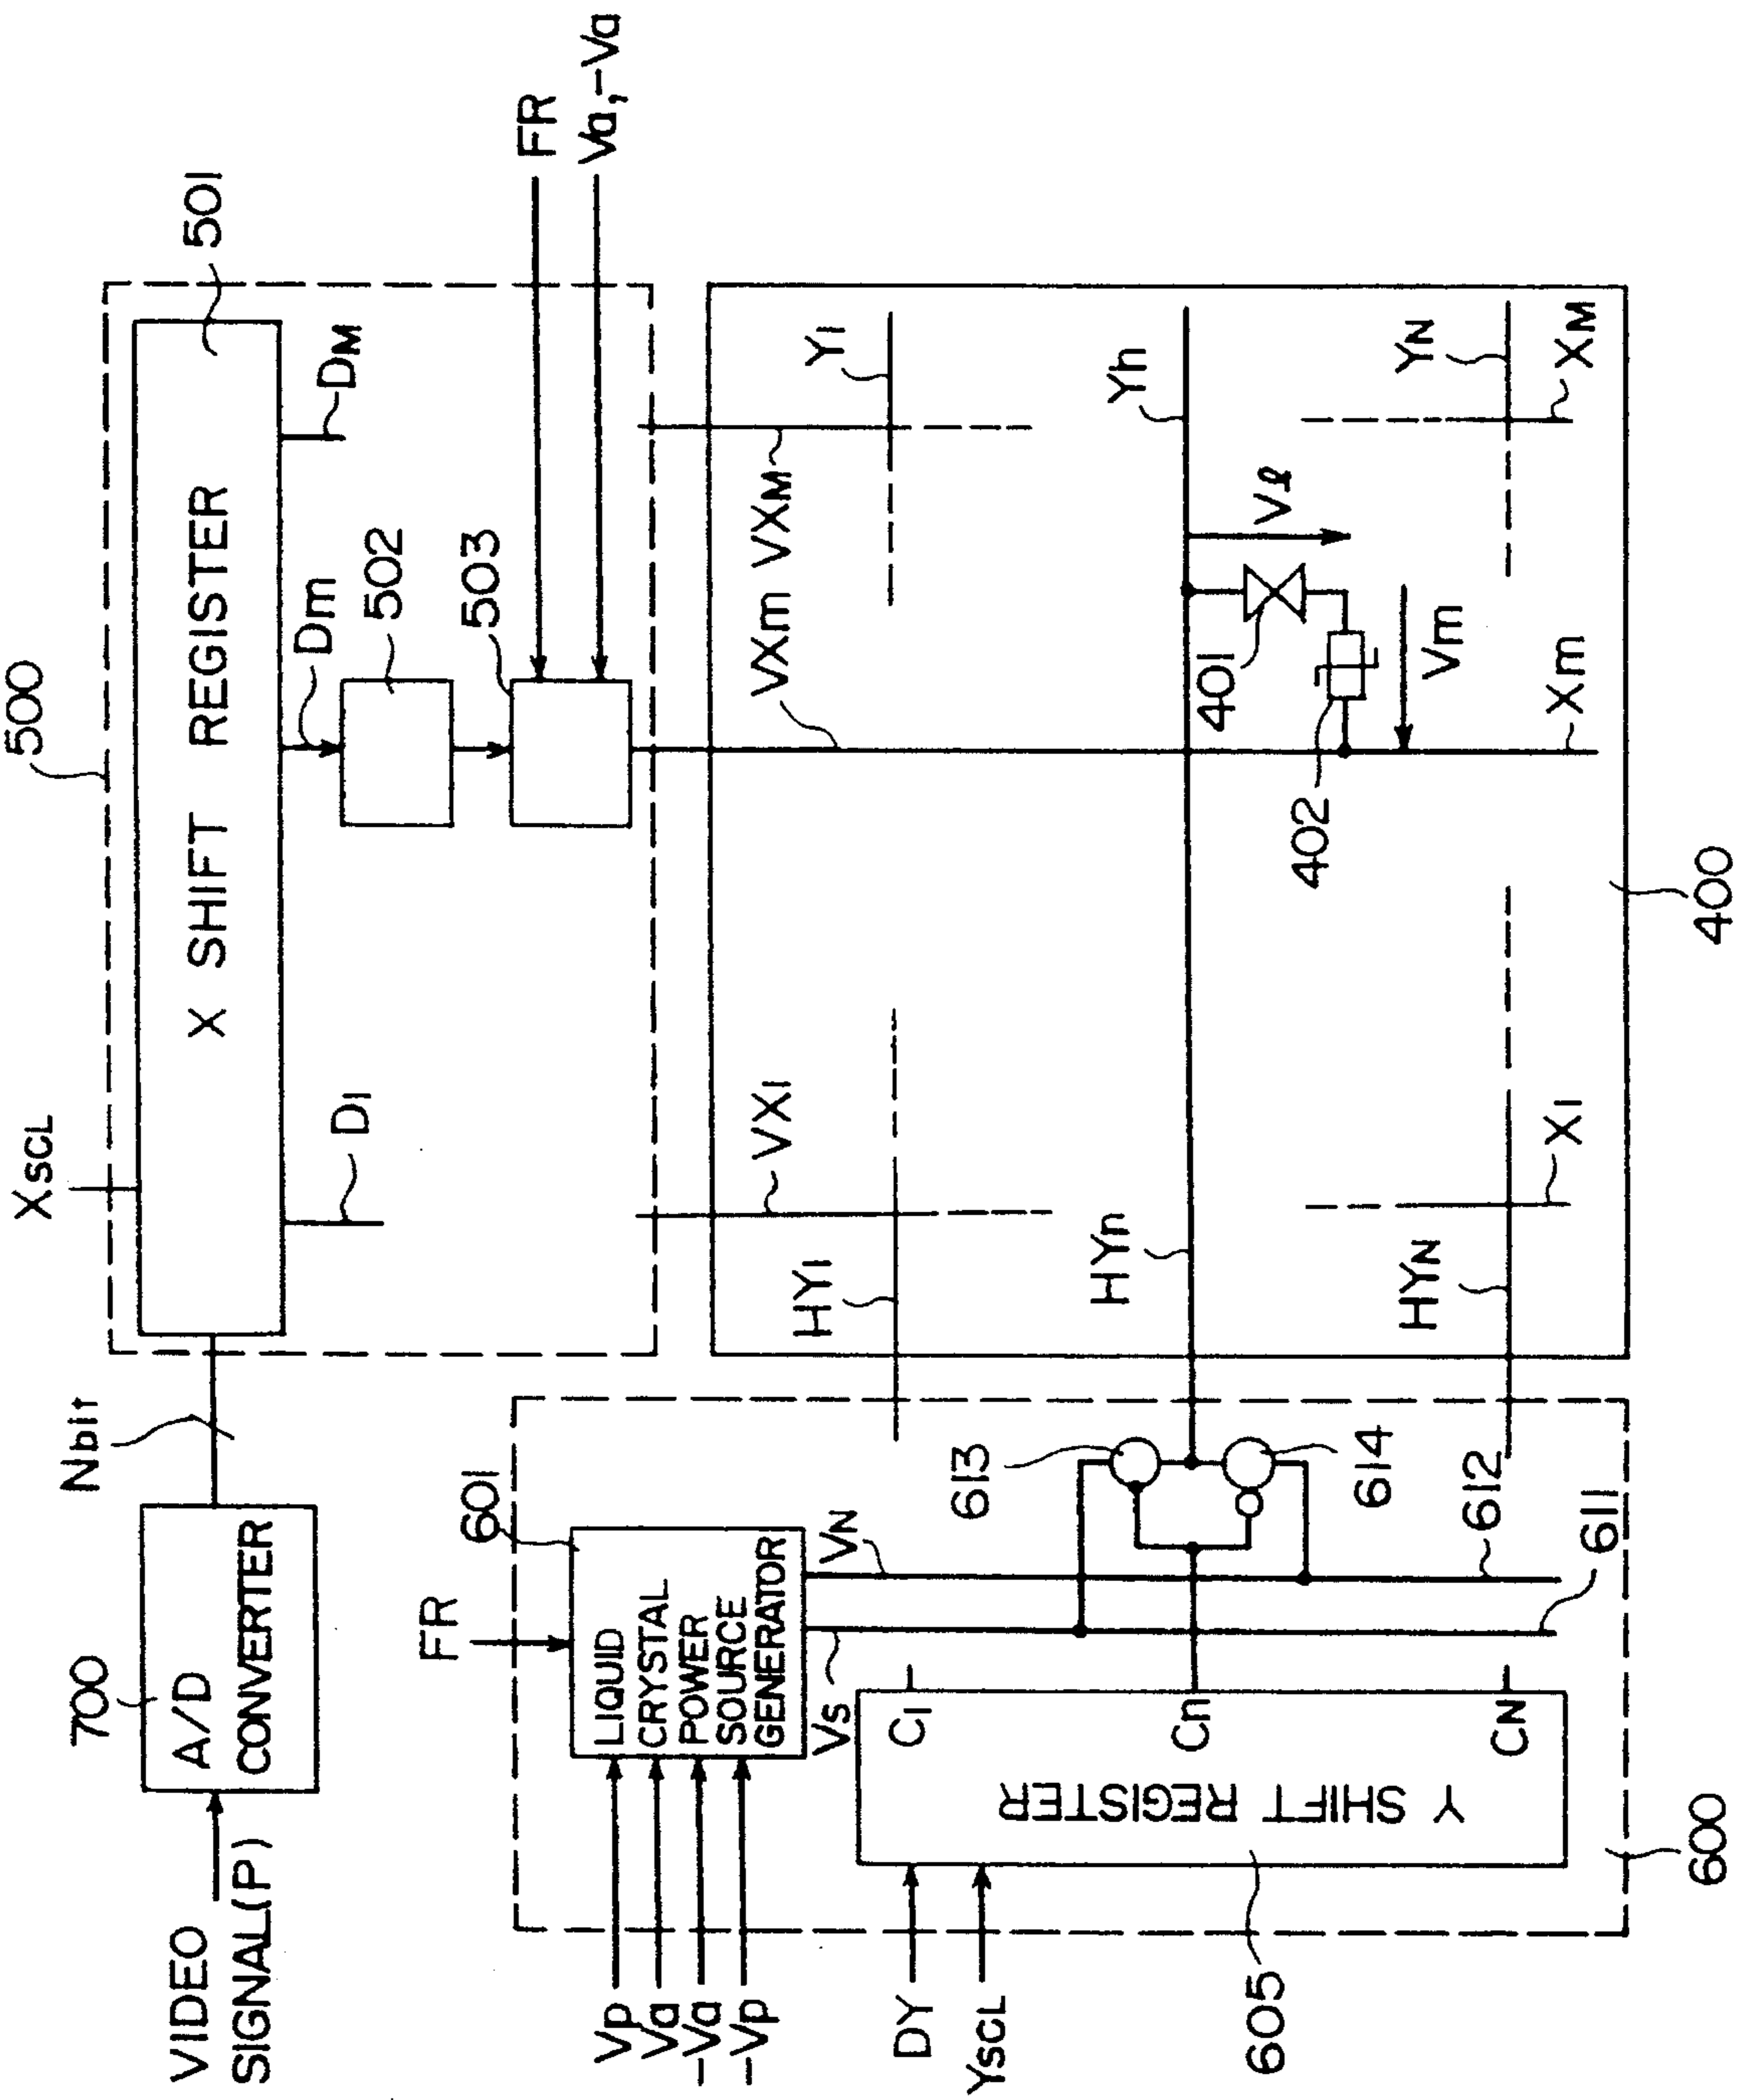 VIDEO
SIGNAL(P)
700
A/D
CONVERTER
Nbit
XSCL
500
X SHIFT REGISTER
501
D1
Dm
DM
502
503
FR
Va,-Va
FR
601
LIQUID
CRYSTAL
POWER
SOURCE
GENERATOR
Vp
Va
-Va
-Vp
VS
VN
DY
YSCL
605
Y SHIFT REGISTER
C1
Cn
CN
613
614
612
611
600
HY1
HYn
HYN
VX1
VXm
VXM
Y1
Yn
YN
X1
Xm
XM
401
402
Vℓ
Vm
400